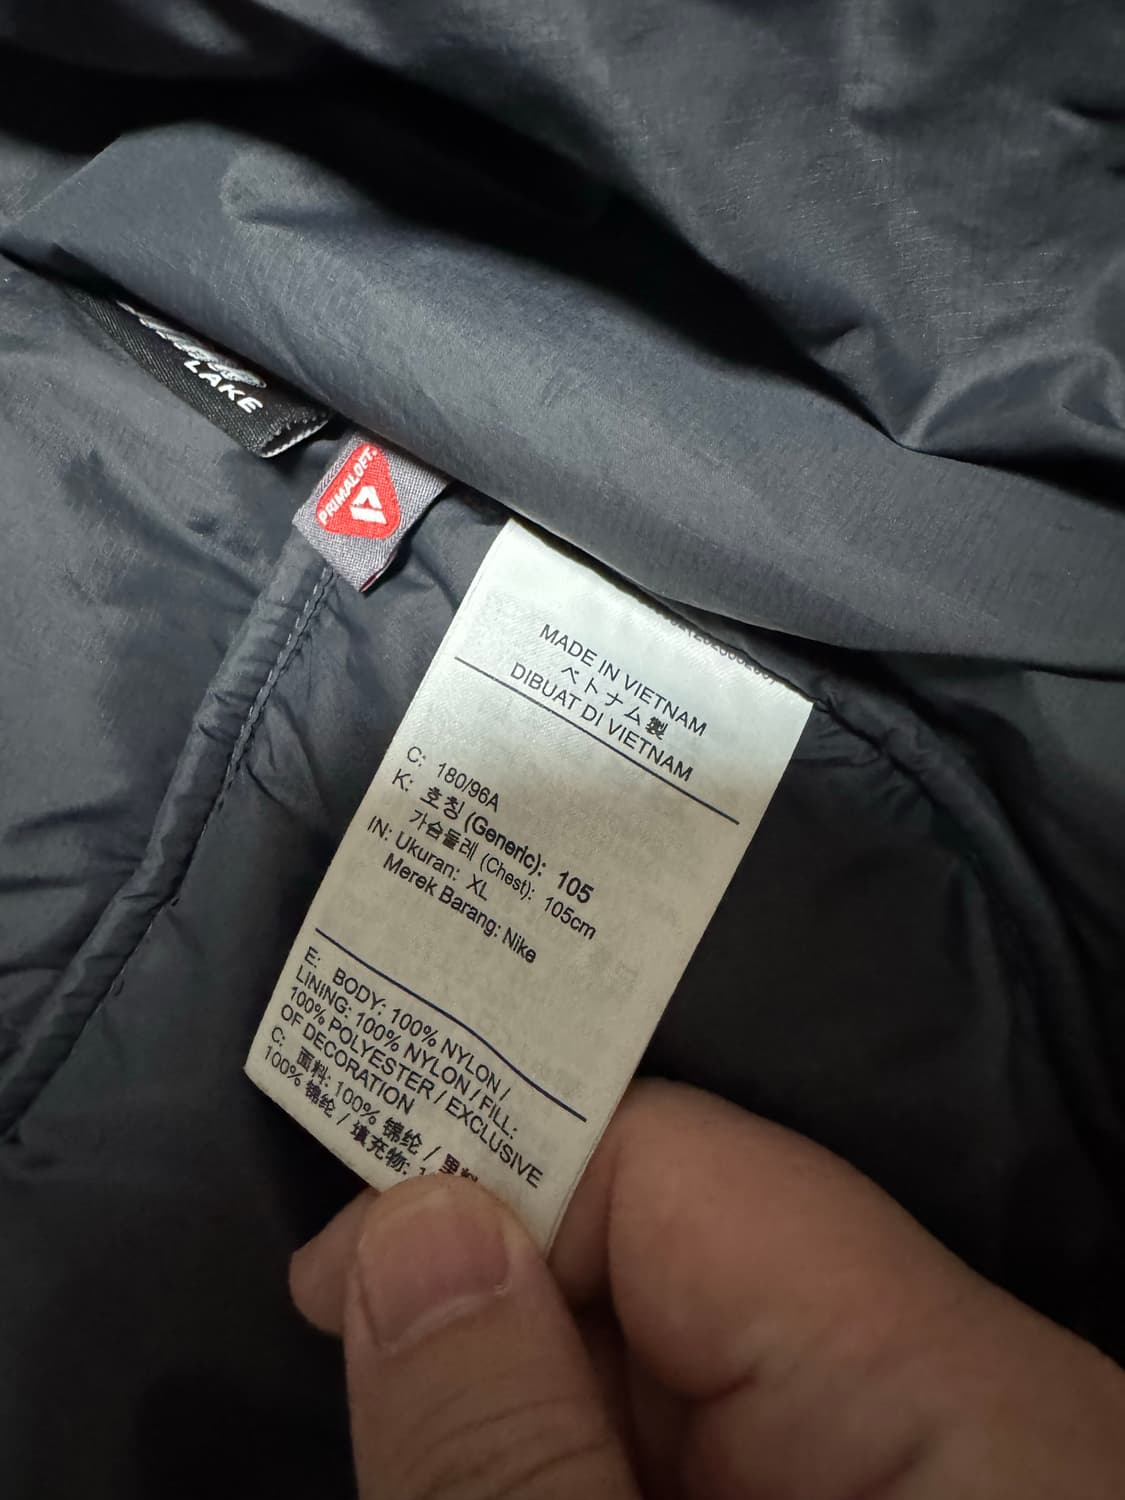 LAKE
PRIMALOFT
MADE IN VIETNAM
ベトナム製
DIBUAT DI VIETNAM
C: 180/96A
K: 호칭 (Generic): 105
가슴둘레 (Chest): 105cm
IN: Ukuran: XL
Merek Barang: Nike
E: BODY: 100% NYLON /
LINING: 100% NYLON / FILL:
100% POLYESTER / EXCLUSIVE
OF DECORATION
C: 面料: 100% 锦纶 / 里料
100% 锦纶 / 填充物: